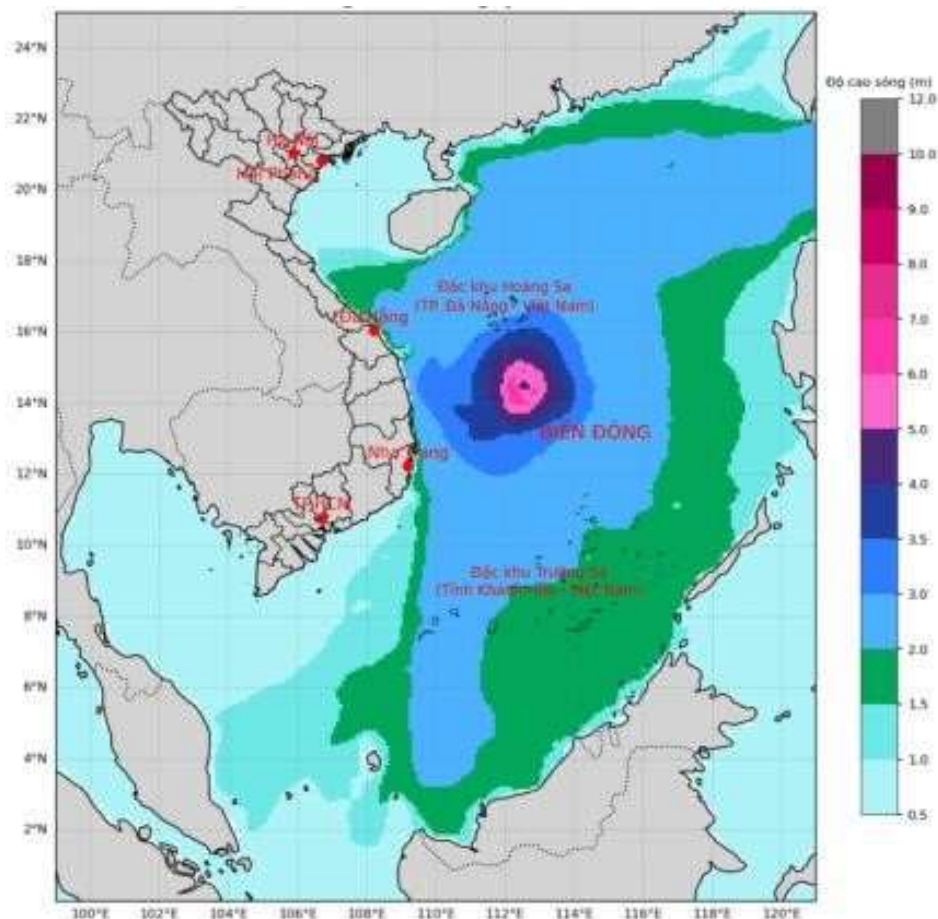 24°N
22°N
20°N
18°N
16°N
14°N
12°N
10°N
8°N
6°N
4°N
2°N
100°E
102°E
104°E
106°E
108°E
110°E
112°E
114°E
116°E
118°E
120°E
Hải Phòng
Đà Nẵng
Nha Trang
TP.HCM
Đặc khu Hoàng Sa
(TP. Đà Nẵng - Việt Nam)
BIỂN ĐÔNG
Đặc khu Trường Sa
(Tỉnh Khánh Hòa - Việt Nam)
Độ cao sóng (m)
12.0
10.0
9.0
8.0
7.0
6.0
5.0
4.0
3.5
3.0
2.0
1.5
1.0
0.5